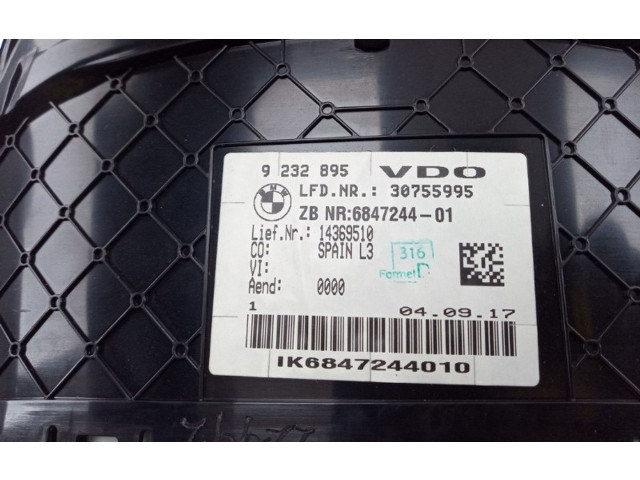 9 232 895 VDO
BMW
LFD.NR.: 30755995
ZB NR:6847244-01
Lief.Nr.: 14369510
CO: SPAIN L3
316
VI:
Formet D
Aend: 0000
1 04.09.17
IK6847244010